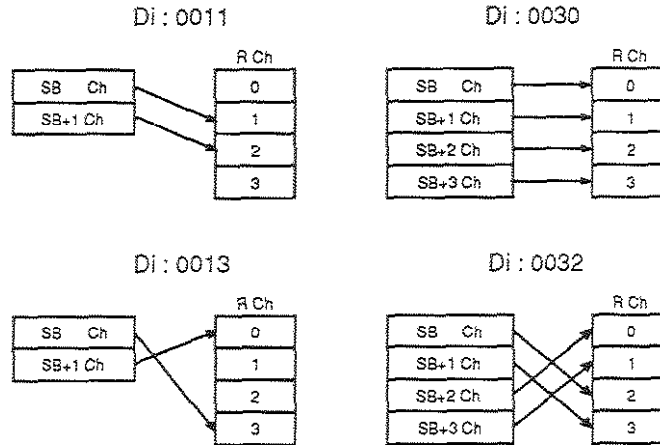 Di : 0011
R Ch
SB Ch
SB+1 Ch
0
1
2
3
Di : 0030
R Ch
SB Ch
SB+1 Ch
SB+2 Ch
SB+3 Ch
0
1
2
3
Di : 0013
R Ch
SB Ch
SB+1 Ch
0
1
2
3
Di : 0032
R Ch
SB Ch
SB+1 Ch
SB+2 Ch
SB+3 Ch
0
1
2
3